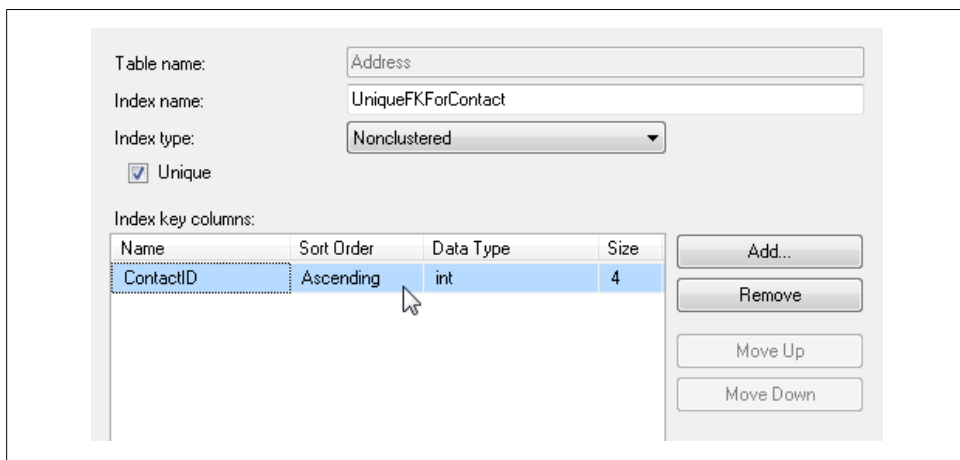 Table name: Address
Index name: UniqueFKForContact
Index type: Nonclustered
Unique
Index key columns:
Name Sort Order Data Type Size Add...
ContactID Ascending int 4
Remove
Move Up
Move Down